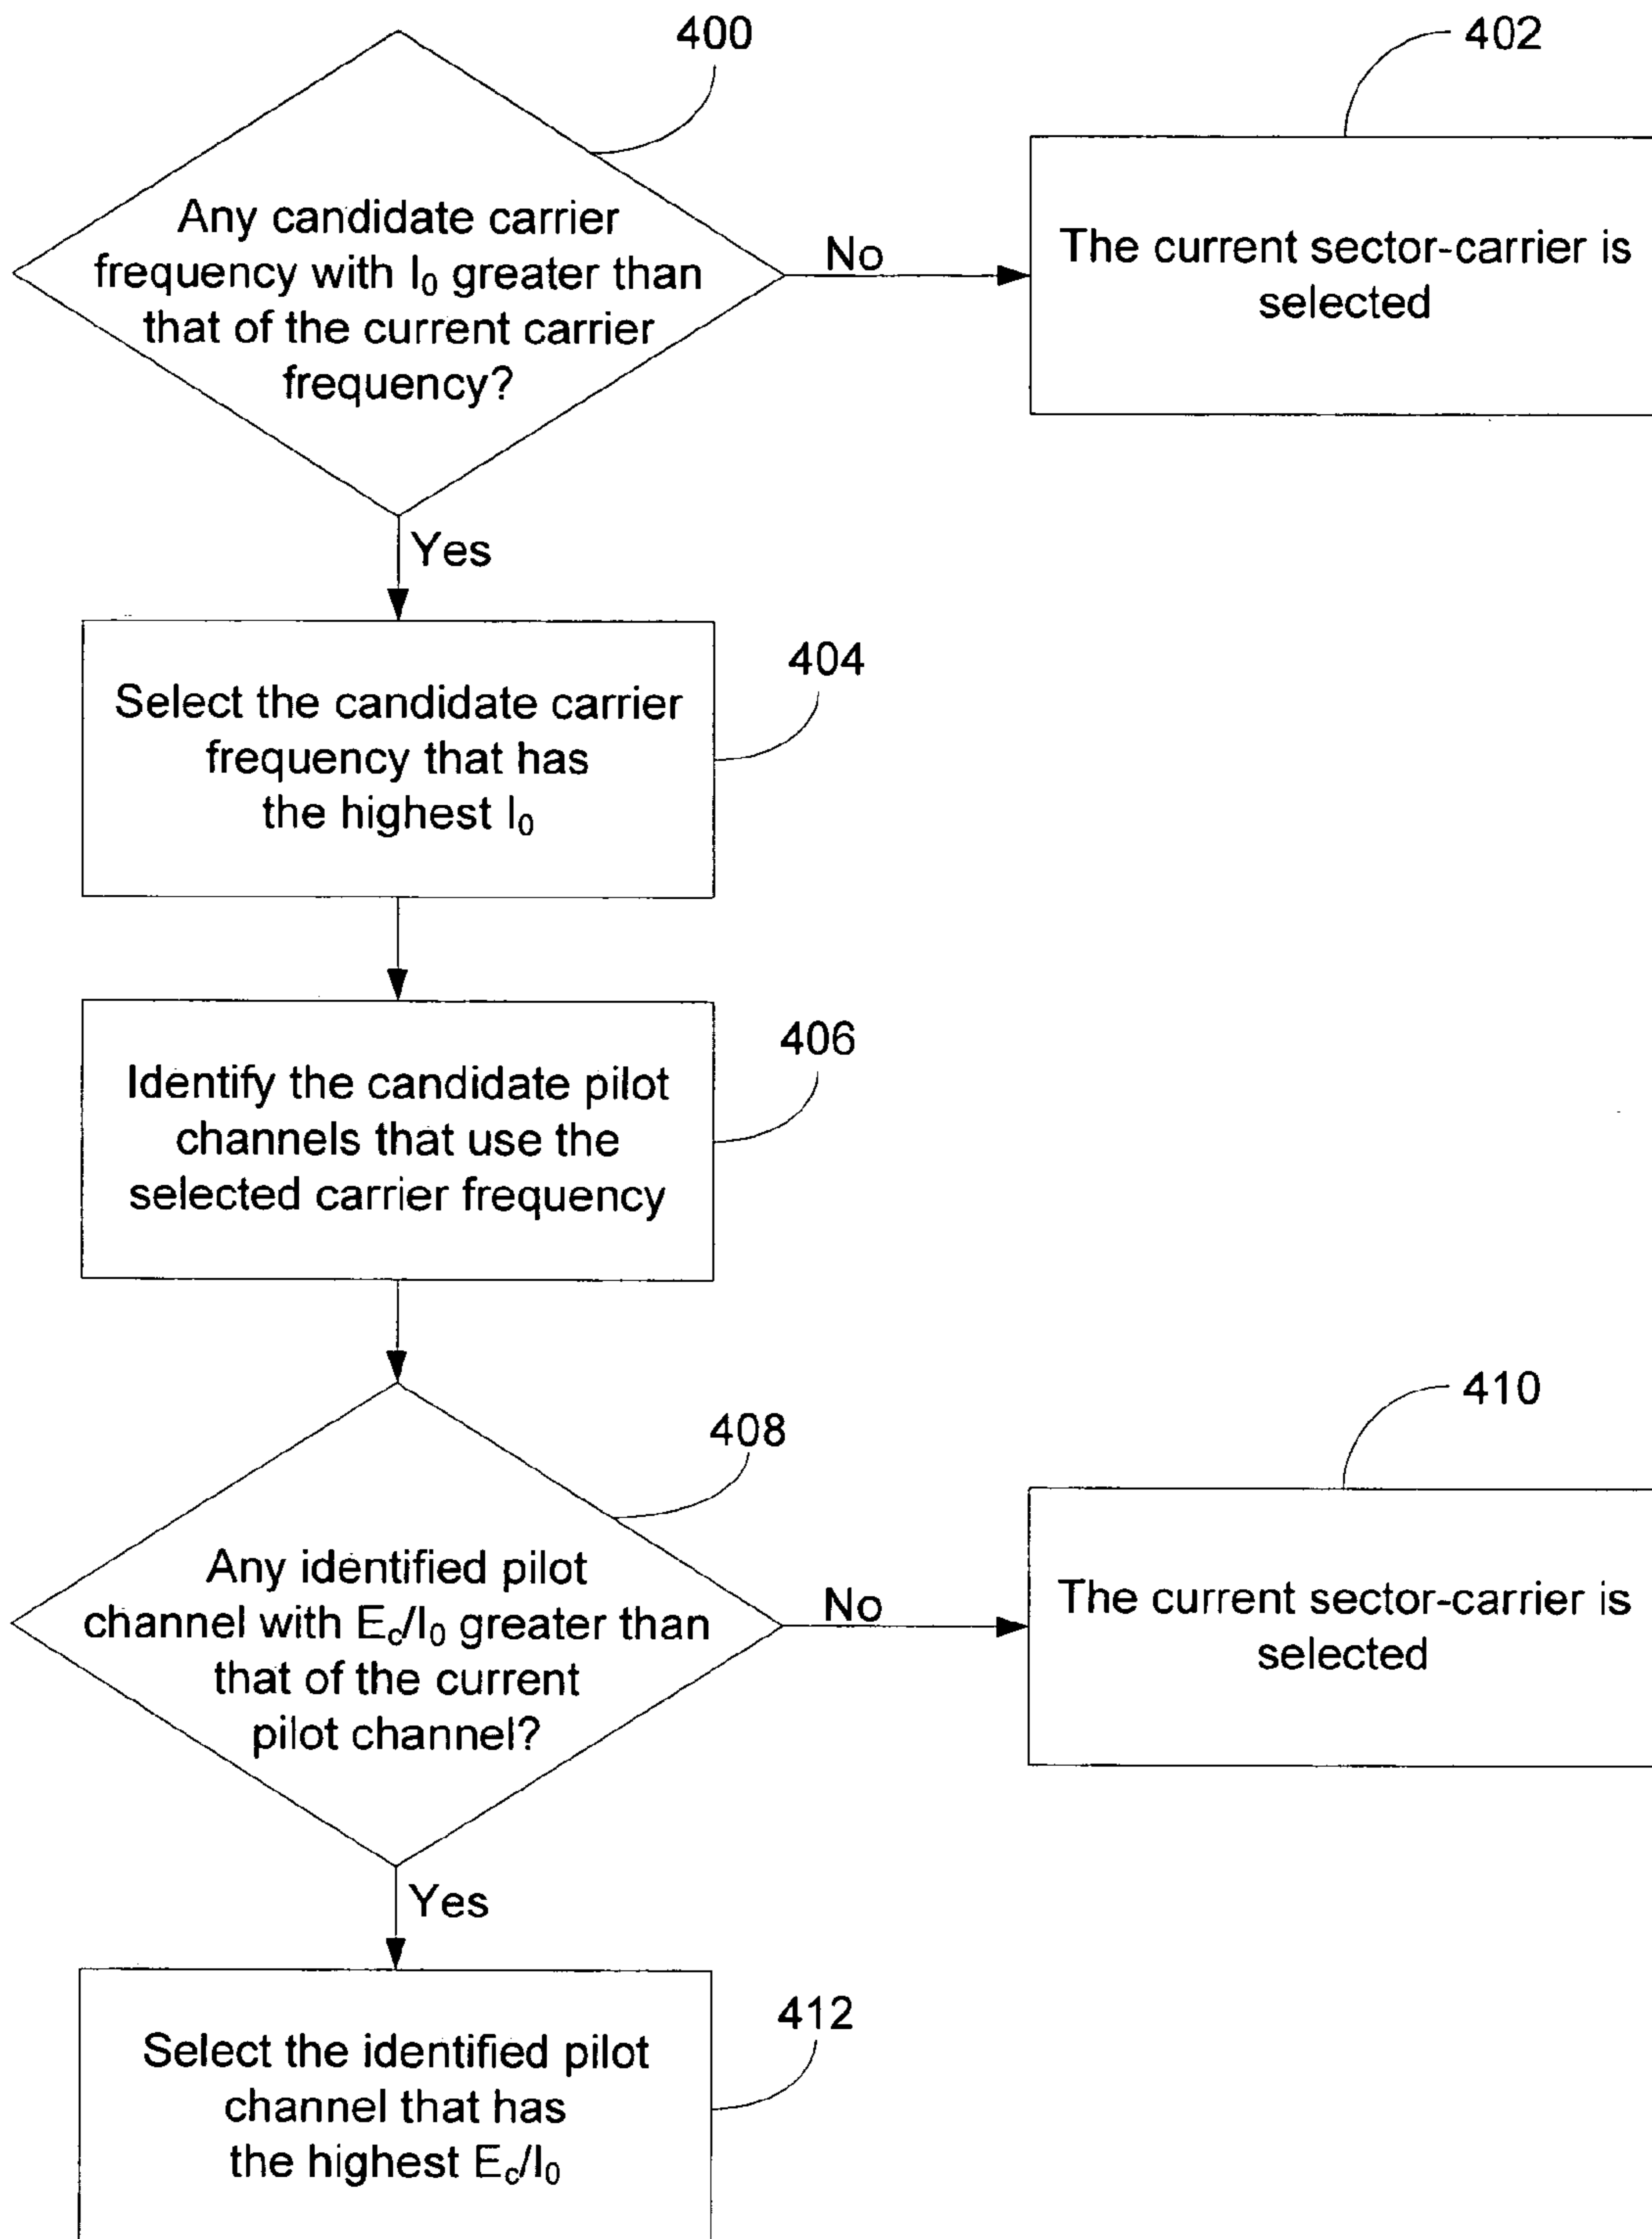 400
402
Any candidate carrier
frequency with I₀ greater than
that of the current carrier
frequency?
No
The current sector-carrier is
selected
Yes
404
Select the candidate carrier
frequency that has
the highest I₀
406
Identify the candidate pilot
channels that use the
selected carrier frequency
408
410
Any identified pilot
channel with E_c/I₀ greater than
that of the current
pilot channel?
No
The current sector-carrier is
selected
Yes
412
Select the identified pilot
channel that has
the highest E_c/I₀